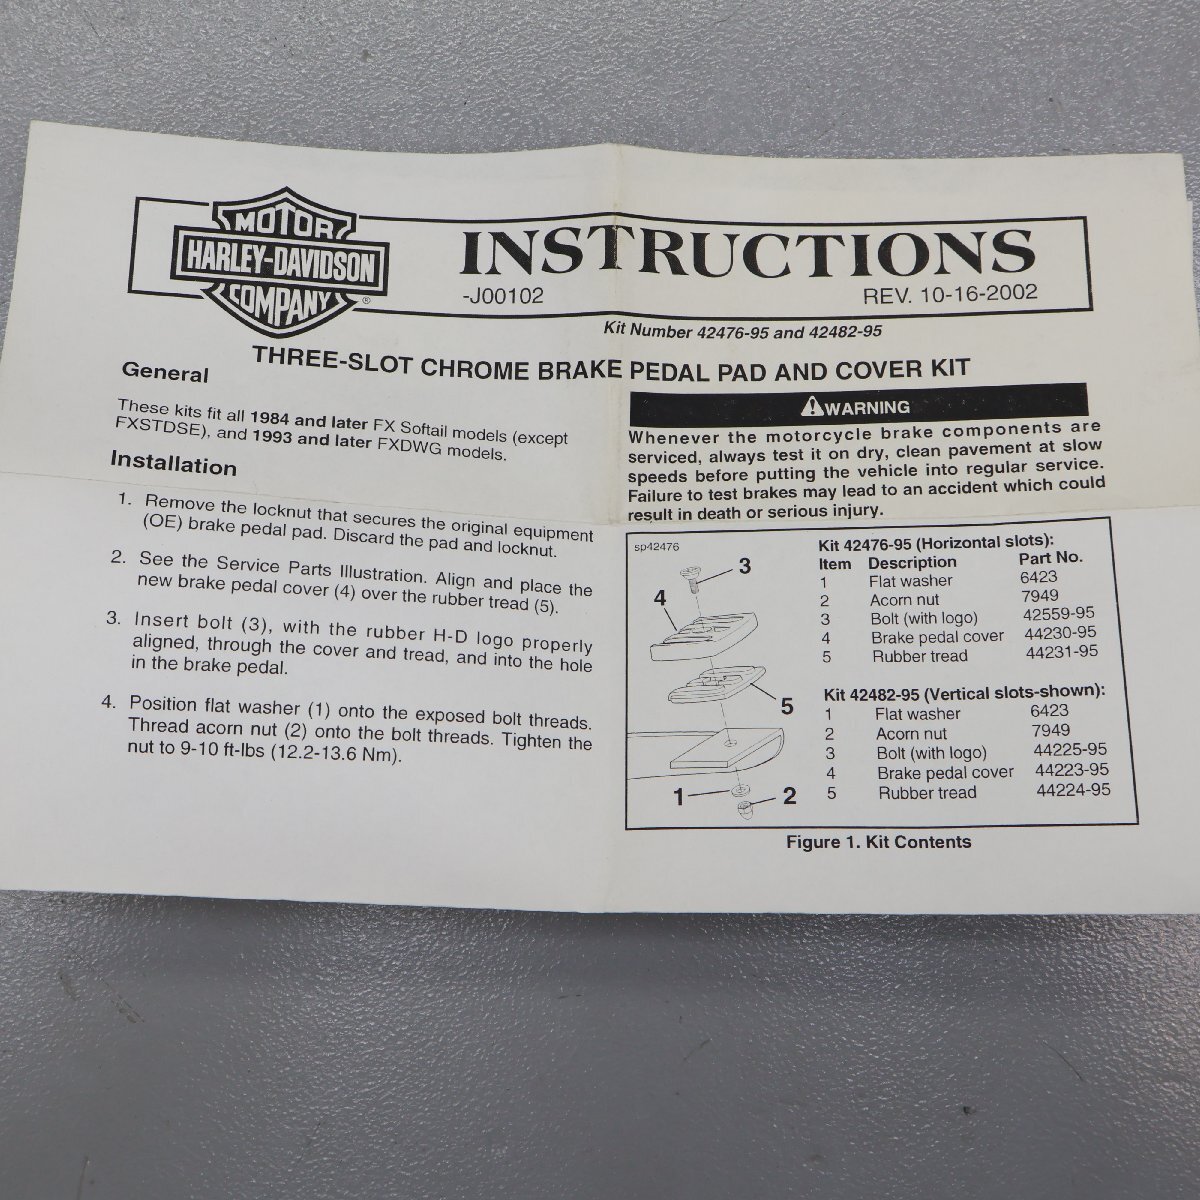 MOTOR
HARLEY-DAVIDSON
COMPANY
®
INSTRUCTIONS
-J00102
REV. 10-16-2002
Kit Number 42476-95 and 42482-95
THREE-SLOT CHROME BRAKE PEDAL PAD AND COVER KIT
General
These kits fit all 1984 and later FX Softail models (except
FXSTDSE), and 1993 and later FXDWG models.
Installation
1. Remove the locknut that secures the original equipment
(OE) brake pedal pad. Discard the pad and locknut.
2. See the Service Parts Illustration. Align and place the
new brake pedal cover (4) over the rubber tread (5).
3. Insert bolt (3), with the rubber H-D logo properly
aligned, through the cover and tread, and into the hole
in the brake pedal.
4. Position flat washer (1) onto the exposed bolt threads.
Thread acorn nut (2) onto the bolt threads. Tighten the
nut to 9-10 ft-lbs (12.2-13.6 Nm).
WARNING
Whenever the motorcycle brake components are
serviced, always test it on dry, clean pavement at slow
speeds before putting the vehicle into regular service.
Failure to test brakes may lead to an accident which could
result in death or serious injury.
sp42476
3
4
5
1
2
Kit 42476-95 (Horizontal slots):
Item Description Part No.
1 Flat washer 6423
2 Acorn nut 7949
3 Bolt (with logo) 42559-95
4 Brake pedal cover 44230-95
5 Rubber tread 44231-95
Kit 42482-95 (Vertical slots-shown):
1 Flat washer 6423
2 Acorn nut 7949
3 Bolt (with logo) 44225-95
4 Brake pedal cover 44223-95
5 Rubber tread 44224-95
Figure 1. Kit Contents